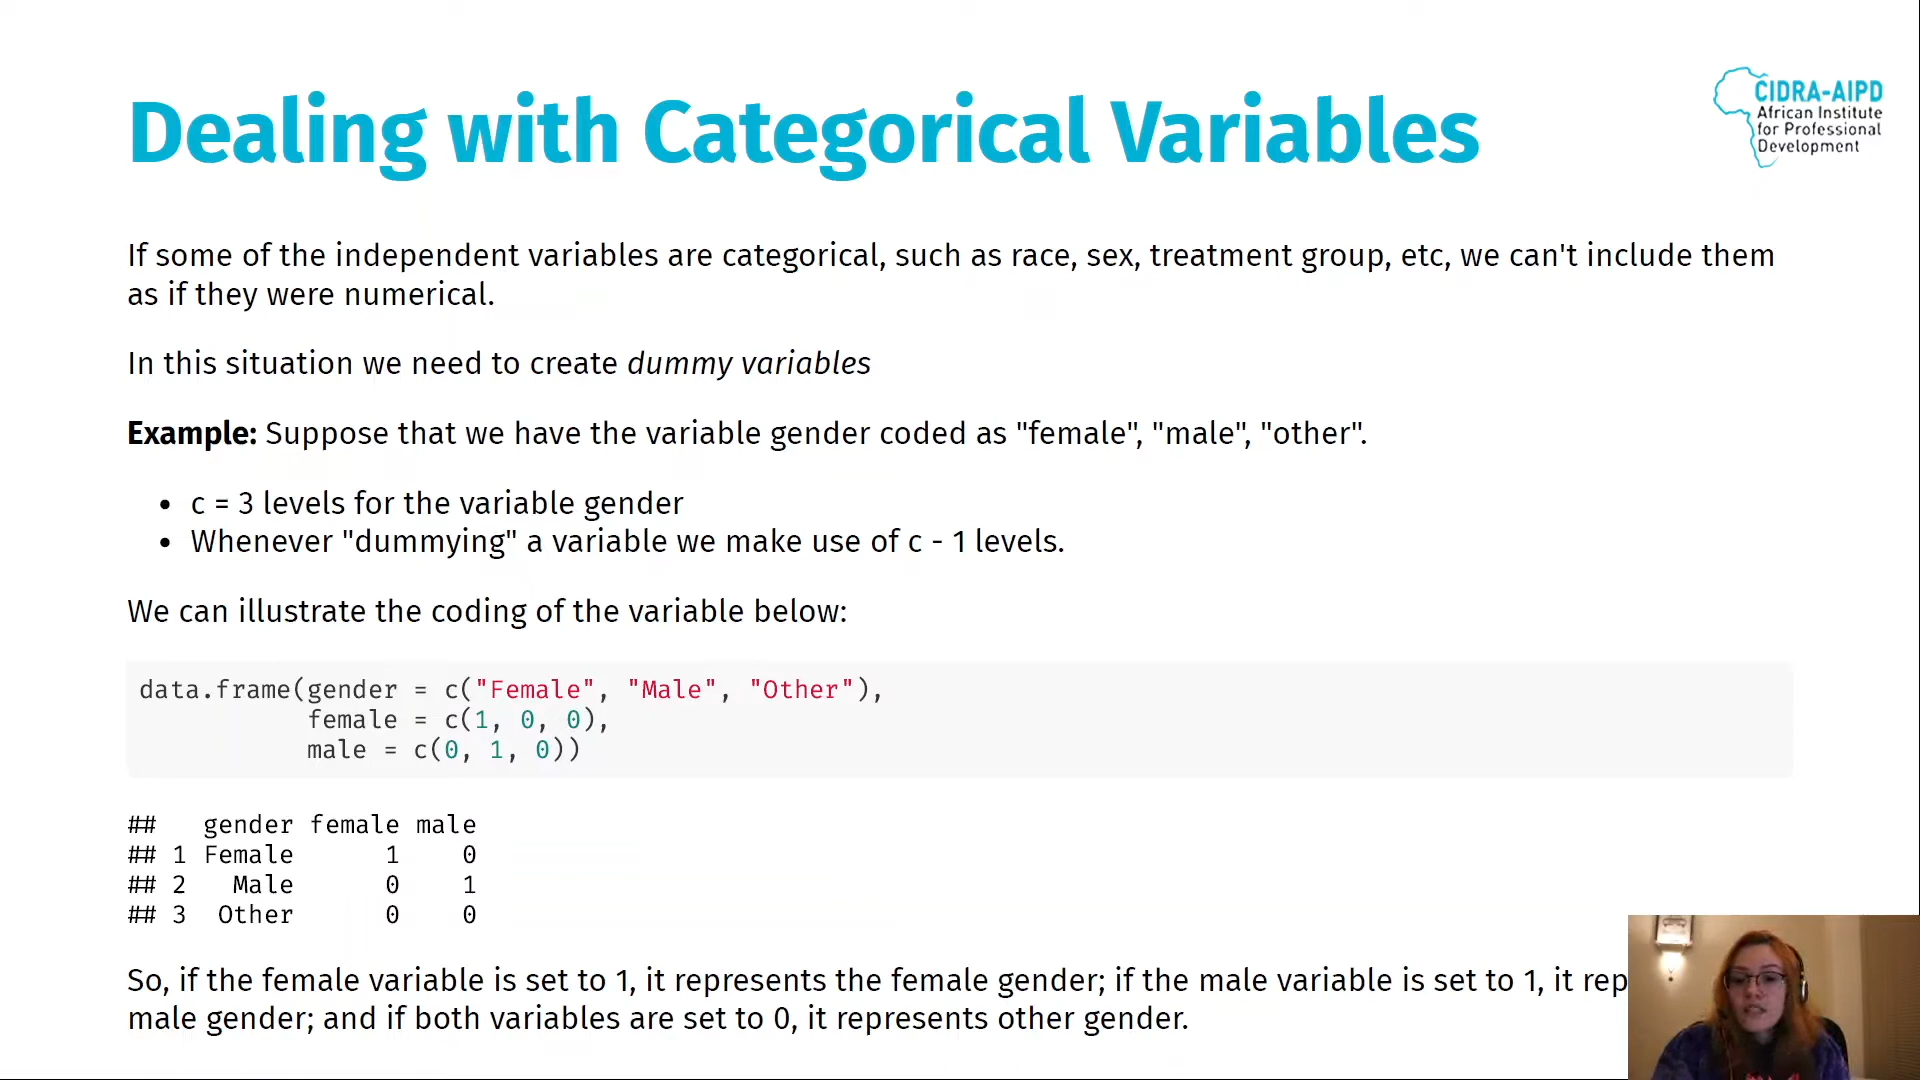 Dealing with Categorical Variables
CIDRA-AIPD
African Institute
for Professional
Development
If some of the independent variables are categorical, such as race, sex, treatment group, etc, we can't include them
as if they were numerical.
In this situation we need to create dummy variables
Example: Suppose that we have the variable gender coded as "female", "male", "other".
• c = 3 levels for the variable gender
• Whenever "dummying" a variable we make use of c - 1 levels.
We can illustrate the coding of the variable below:
data.frame(gender = c("Female", "Male", "Other"),
           female = c(1, 0, 0),
           male = c(0, 1, 0))
##   gender female male
## 1 Female      1    0
## 2   Male      0    1
## 3  Other      0    0
So, if the female variable is set to 1, it represents the female gender; if the male variable is set to 1, it rep
male gender; and if both variables are set to 0, it represents other gender.